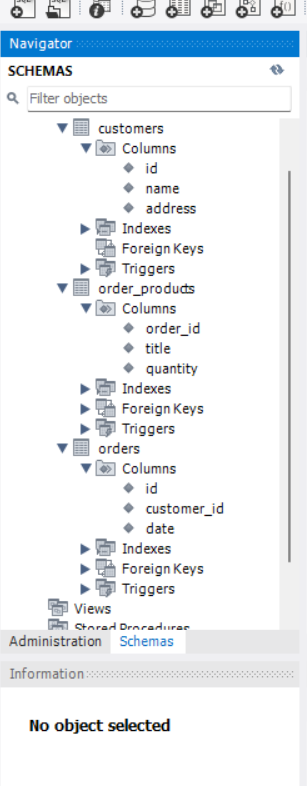 Navigator
SCHEMAS
Filter objects
customers
Columns
id
name
address
Indexes
Foreign Keys
Triggers
order_products
Columns
order_id
title
quantity
Indexes
Foreign Keys
Triggers
orders
Columns
id
customer_id
date
Indexes
Foreign Keys
Triggers
Views
Stored Procedures
Administration Schemas
Information
No object selected